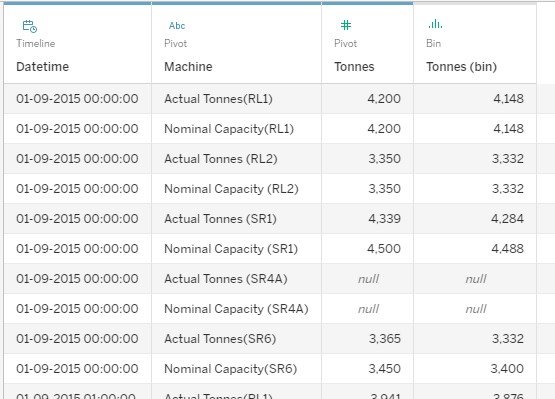 Abc
Timeline Pivot Pivot Bin
Datetime Machine Tonnes Tonnes (bin)
01-09-2015 00:00:00 Actual Tonnes(RL1) 4,200 4,148
01-09-2015 00:00:00 Nominal Capacity(RL1) 4,200 4,148
01-09-2015 00:00:00 Actual Tonnes (RL2) 3,350 3,332
01-09-2015 00:00:00 Nominal Capacity (RL2) 3,350 3,332
01-09-2015 00:00:00 Actual Tonnes (SR1) 4,339 4,284
01-09-2015 00:00:00 Nominal Capacity (SR1) 4,500 4,488
01-09-2015 00:00:00 Actual Tonnes (SR4A) null null
01-09-2015 00:00:00 Nominal Capacity (SR4A) null null
01-09-2015 00:00:00 Actual Tonnes(SR6) 3,365 3,332
01-09-2015 00:00:00 Nominal Capacity(SR6) 3,450 3,400
01-09-2015 01:00:00 Actual Tonnes(RL1) 3,941 3,876